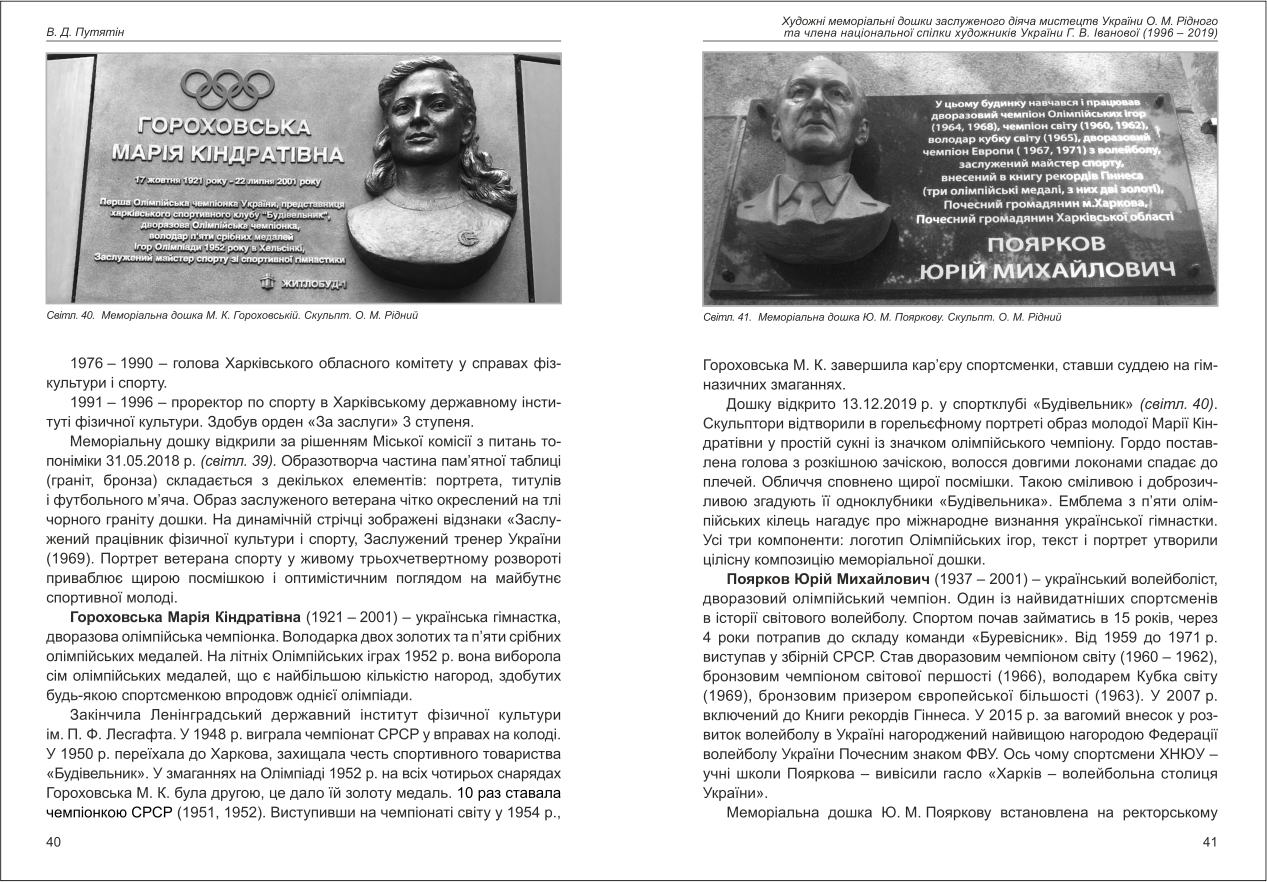 В. Д. Путятін
ГОРОХОВСЬКА
МАРІЯ КІНДРАТІВНА
17 жовтня 1921 року - 22 липня 2001 року
Перша Олімпійська чемпіонка України, представниця
харківського спортивного клубу "Будівельник",
дворазова Олімпійська чемпіонка,
володар п'яти срібних медалей
Ігор Олімпіади 1952 року в Хельсінкі,
Заслужений майстер спорту зі спортивної гімнастики
ЖИТЛОБУД-1
Світл. 40. Меморіальна дошка М. К. Гороховській. Скульпт. О. М. Рідний
1976 – 1990 – голова Харківського обласного комітету у справах фіз-
культури і спорту.
1991 – 1996 – проректор по спорту в Харківському державному інсти-
туті фізичної культури. Здобув орден «За заслуги» 3 ступеня.
Меморіальну дошку відкрили за рішенням Міської комісії з питань то-
поніміки 31.05.2018 р. (світл. 39). Образотворча частина пам’ятної таблиці
(граніт, бронза) складається з декількох елементів: портрета, титулів
і футбольного м’яча. Образ заслуженого ветерана чітко окреслений на тлі
чорного граніту дошки. На динамічній стрічці зображені відзнаки «Заслу-
жений працівник фізичної культури і спорту, Заслужений тренер України
(1969). Портрет ветерана спорту у живому трьохчетвертному розвороті
приваблює щирою посмішкою і оптимістичним поглядом на майбутнє
спортивної молоді.
Гороховська Марія Кіндратівна (1921 – 2001) – українська гімнастка,
дворазова олімпійська чемпіонка. Володарка двох золотих та п’яти срібних
олімпійських медалей. На літніх Олімпійських іграх 1952 р. вона виборола
сім олімпійських медалей, що є найбільшою кількістю нагород, здобутих
будь-якою спортсменкою впродовж однієї олімпіади.
Закінчила Ленінградський державний інститут фізичної культури
ім. П. Ф. Лесгафта. У 1948 р. виграла чемпіонат СРСР у вправах на колоді.
У 1950 р. переїхала до Харкова, захищала честь спортивного товариства
«Будівельник». У змаганнях на Олімпіаді 1952 р. на всіх чотирьох снарядах
Гороховська М. К. була другою, це дало їй золоту медаль. 10 раз ставала
чемпіонкою СРСР (1951, 1952). Виступивши на чемпіонаті світу у 1954 р.,
40
Художні меморіальні дошки заслуженого діяча мистецтв України О. М. Рідного
та члена національної спілки художників України Г. В. Іванової (1996 – 2019)
У цьому будинку навчався і працював
дворазовий чемпіон Олімпійських ігор
(1964, 1968), чемпіон світу (1960, 1962),
володар кубку світу (1965), дворазовий
чемпіон Европи ( 1967, 1971) з волейболу,
заслужений майстер спорту,
внесений в книгу рекордів Гіннеса
(три олімпійські медалі, з них дві золоті),
Почесний громадянин м.Харкова,
Почесний громадянин Харківської області
ПОЯРКОВ
ЮРІЙ МИХАЙЛОВИЧ
Світл. 41. Меморіальна дошка Ю. М. Пояркову. Скульпт. О. М. Рідний
Гороховська М. К. завершила кар’єру спортсменки, ставши суддею на гім-
назичних змаганнях.
Дошку відкрито 13.12.2019 р. у спортклубі «Будівельник» (світл. 40).
Скульптори відтворили в горельєфному портреті образ молодої Марії Кін-
дратівни у простій сукні із значком олімпійського чемпіону. Гордо постав-
лена голова з розкішною зачіскою, волосся довгими локонами спадає до
плечей. Обличчя сповнено щирої посмішки. Такою сміливою і доброзич-
ливою згадують її одноклубники «Будівельника». Емблема з п’яти олім-
пійських кілець нагадує про міжнародне визнання української гімнастки.
Усі три компоненти: логотип Олімпійських ігор, текст і портрет утворили
цілісну композицію меморіальної дошки.
Поярков Юрій Михайлович (1937 – 2001) – український волейболіст,
дворазовий олімпійський чемпіон. Один із найвидатніших спортсменів
в історії світового волейболу. Спортом почав займатись в 15 років, через
4 роки потрапив до складу команди «Буревісник». Від 1959 до 1971 р.
виступав у збірній СРСР. Став дворазовим чемпіоном світу (1960 – 1962),
бронзовим чемпіоном світової першості (1966), володарем Кубка світу
(1969), бронзовим призером європейської більшості (1963). У 2007 р.
включений до Книги рекордів Гіннеса. У 2015 р. за вагомий внесок у роз-
виток волейболу в Україні нагороджений найвищою нагородою Федерації
волейболу України Почесним знаком ФВУ. Ось чому спортсмени ХНЮУ –
учні школи Пояркова – вивісили гасло «Харків – волейбольна столиця
України».
Меморіальна дошка Ю. М. Пояркову встановлена на ректорському
41